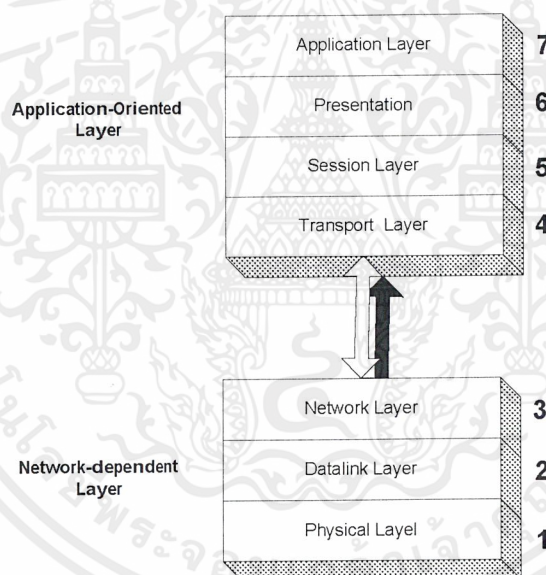 Application Layer 7
Application-Oriented
Layer
Presentation 6
Session Layer 5
Transport Layer 4
Network Layer 3
Network-dependent
Layer
Datalink Layer 2
Physical Layel 1